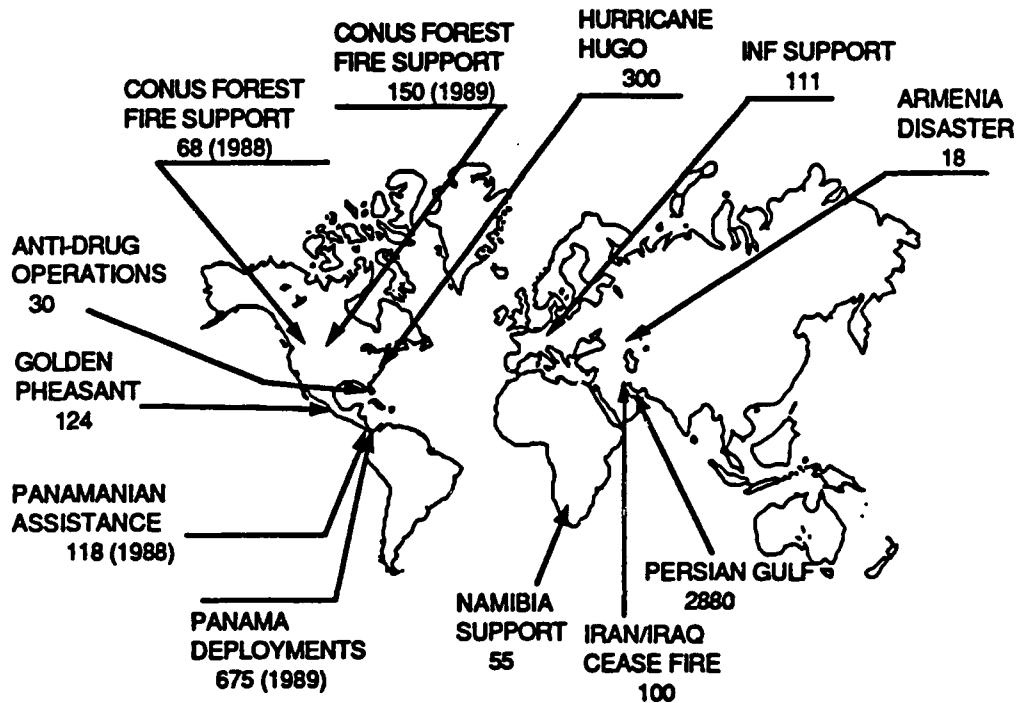 CONUS FOREST
FIRE SUPPORT
68 (1988)
CONUS FOREST
FIRE SUPPORT
150 (1989)
HURRICANE
HUGO
300
INF SUPPORT
111
ARMENIA
DISASTER
18
ANTI-DRUG
OPERATIONS
30
GOLDEN
PHEASANT
124
PANAMANIAN
ASSISTANCE
118 (1988)
PANAMA
DEPLOYMENTS
675 (1989)
NAMIBIA
SUPPORT
55
IRAN/IRAQ
CEASE FIRE
100
PERSIAN GULF
2880